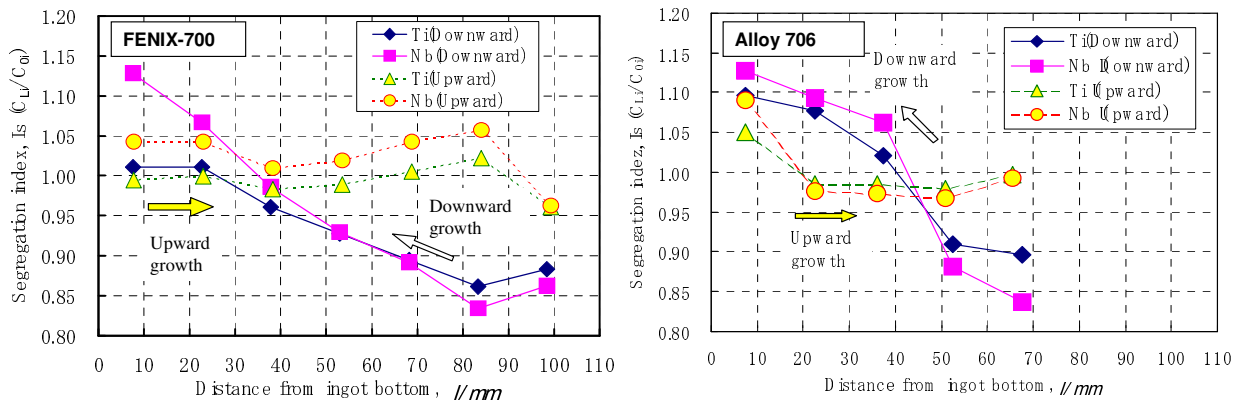 FENIX-700
Ti(Downward)
Nb(Downward)
Ti(Upward)
Nb(Upward)
Segregation index, Is (CLi/C0i)
1.20
1.15
1.10
1.05
1.00
0.95
0.90
0.85
0.80
Upward
growth
Downward
growth
0 10 20 30 40 50 60 70 80 90 100 110
Distance from ingot bottom, l/mm
Alloy 706
Ti(Downward)
Nb D(ownward)
Ti U(pward)
Nb U(pward)
Segregation indez, Is (CLi/C0i)
1.20
1.15
1.10
1.05
1.00
0.95
0.90
0.85
0.80
Downward
growth
Upward
growth
0 10 20 30 40 50 60 70 80 90 100 110
Distance from ingot bottom, l/mm